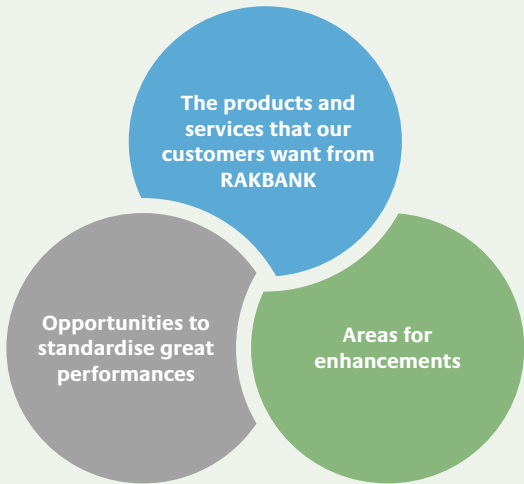 The products and
services that our
customers want from
RAKBANK
Opportunities to
standardise great
performances
Areas for
enhancements